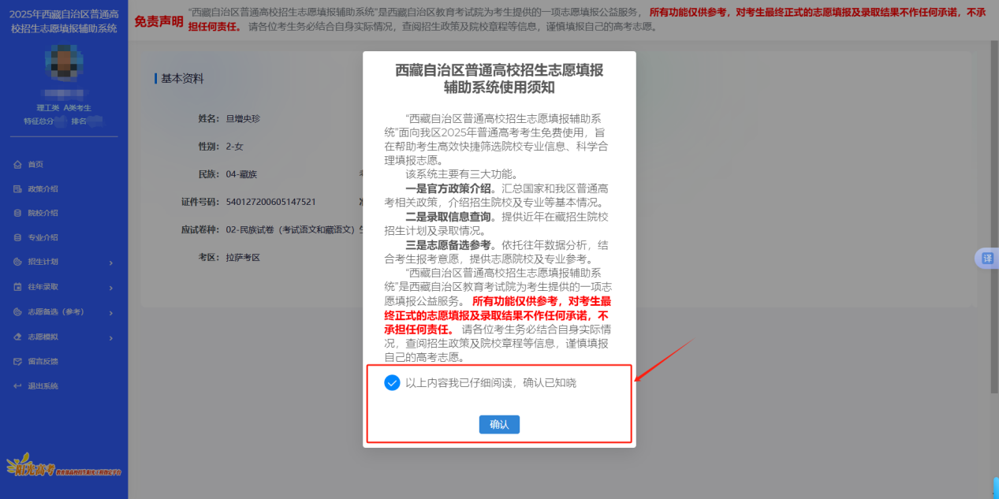 2025年西藏自治区普通高
校招生志愿填报辅助系统
理工类 A类考生
特征总分 排名
首页
政策介绍
院校介绍
专业介绍
招生计划
往年录取
志愿备选（参考）
志愿模拟
留言反馈
退出系统
阳光高考
免责声明
“西藏自治区普通高校招生志愿填报辅助系统”是西藏自治区教育考试院为考生提供的一项志愿填报公益服务， 所有功能仅供参考，对考生最终正式的志愿填报及录取结果不作任何承诺，不承
担任何责任。 请各位考生务必结合自身实际情况，查阅招生政策及院校章程等信息，谨慎填报自己的高考志愿。
基本资料
姓名： 旦增央珍
性别： 2-女
民族： 04-藏族
证件号码： 540127200605147521
应试卷种： 02-民族试卷（考试语文和藏语文）
考区： 拉萨考区
西藏自治区普通高校招生志愿填报
辅助系统使用须知
“西藏自治区普通高校招生志愿填报辅助系
统”面向我区2025年普通高考考生免费使用，旨
在帮助考生高效快捷筛选院校专业信息、科学合
理填报志愿。
该系统主要有三大功能。
一是官方政策介绍。汇总国家和我区普通高
考相关政策，介绍招生院校及专业等基本情况。
二是录取信息查询。提供近年在藏招生院校
招生计划及录取情况。
三是志愿备选参考。依托往年数据分析，结
合考生报考意愿，提供志愿院校及专业参考。
“西藏自治区普通高校招生志愿填报辅助系
统”是西藏自治区教育考试院为考生提供的一项志
愿填报公益服务。 所有功能仅供参考，对考生最
终正式的志愿填报及录取结果不作任何承诺，不
承担任何责任。 请各位考生务必结合自身实际情
况，查阅招生政策及院校章程等信息，谨慎填报
自己的高考志愿。
以上内容我已仔细阅读，确认已知晓
确认
译